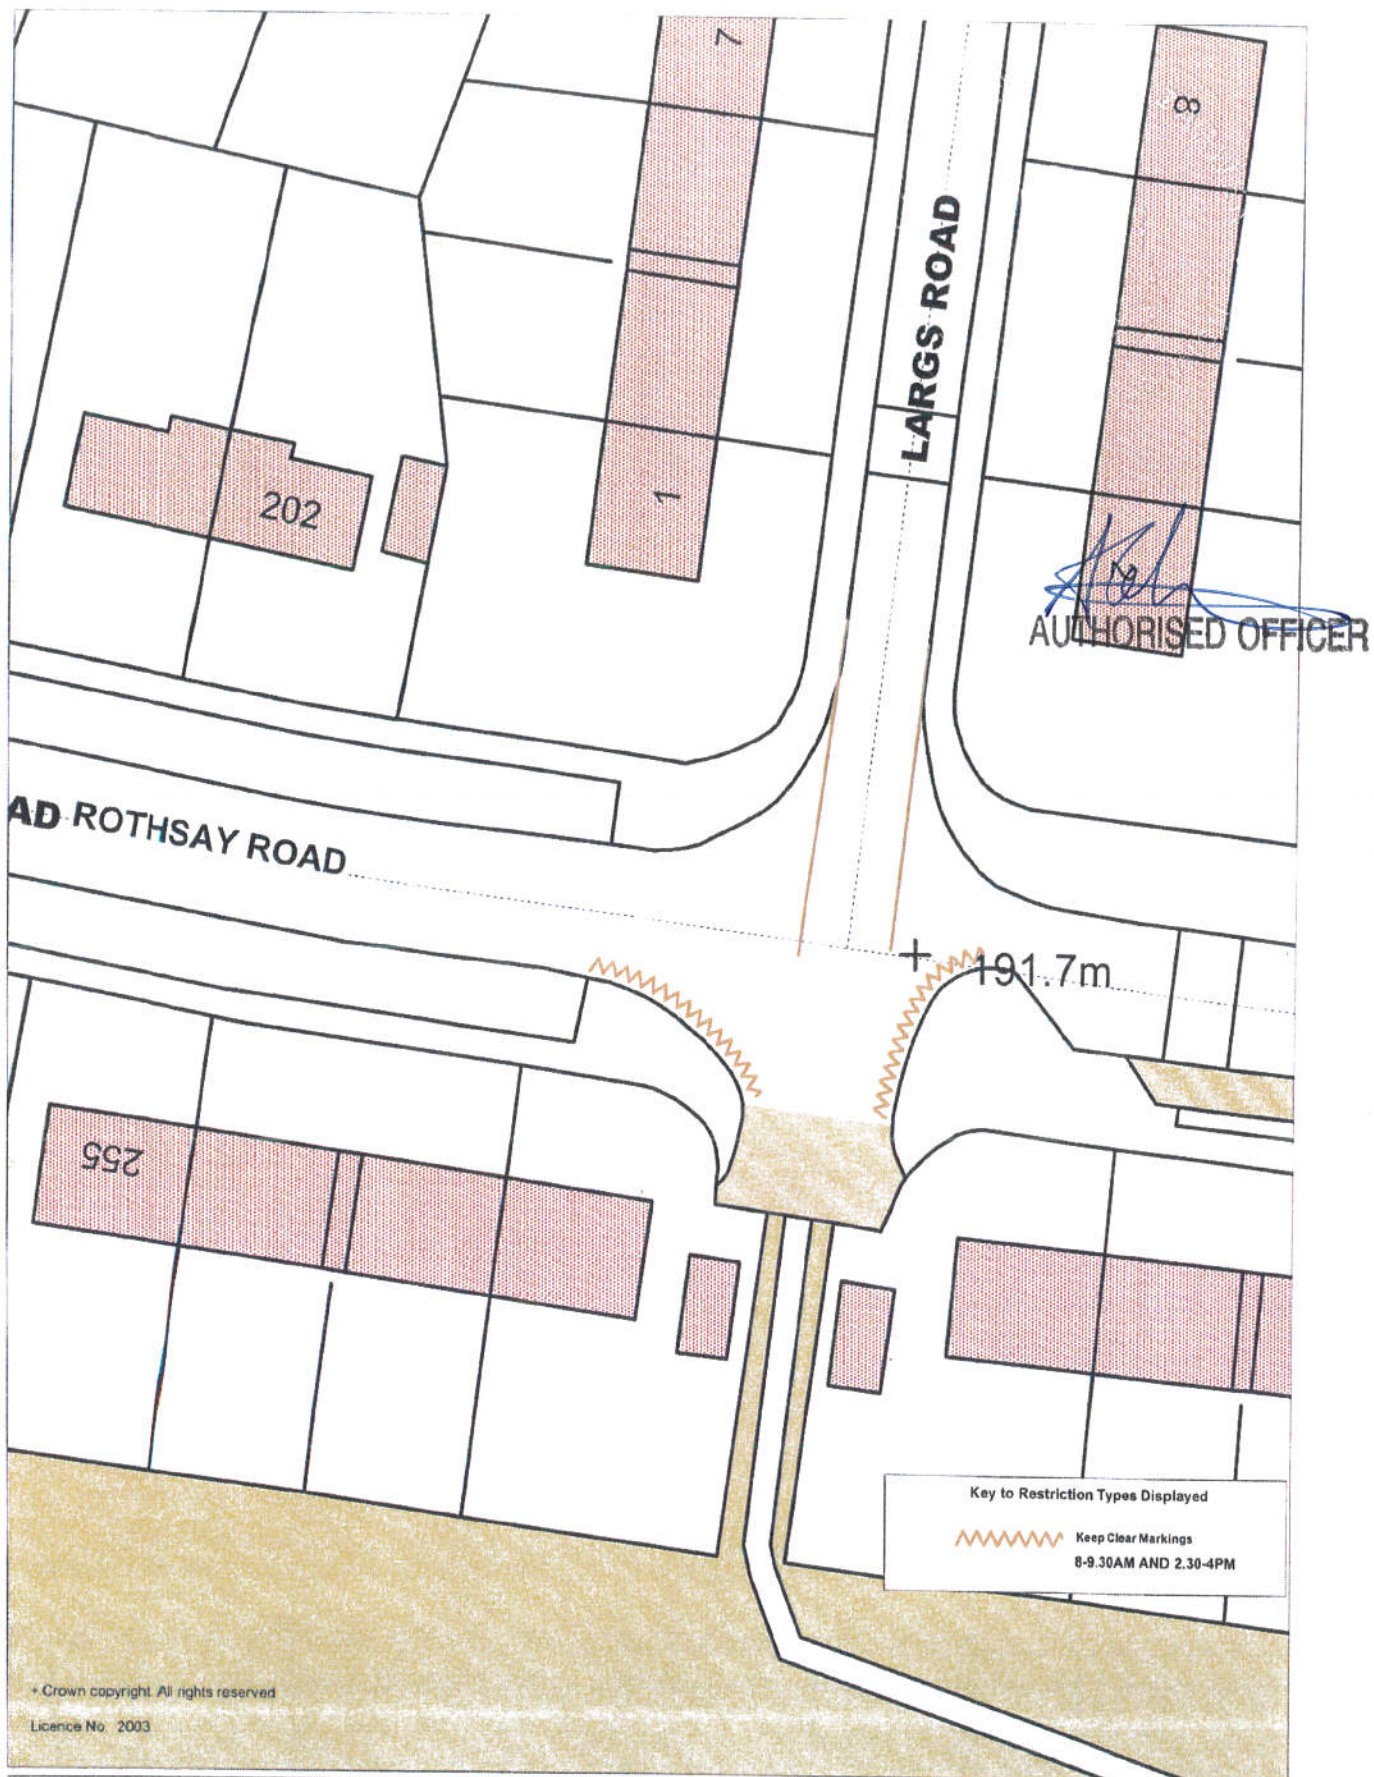 7
8
LARGS ROAD
202
1
AUTHORISED OFFICER
AD ROTHSAY ROAD
191.7m
255
Key to Restriction Types Displayed
Keep Clear Markings
8-9.30AM AND 2.30-4PM
+ Crown copyright All rights reserved
Licence No. 2003